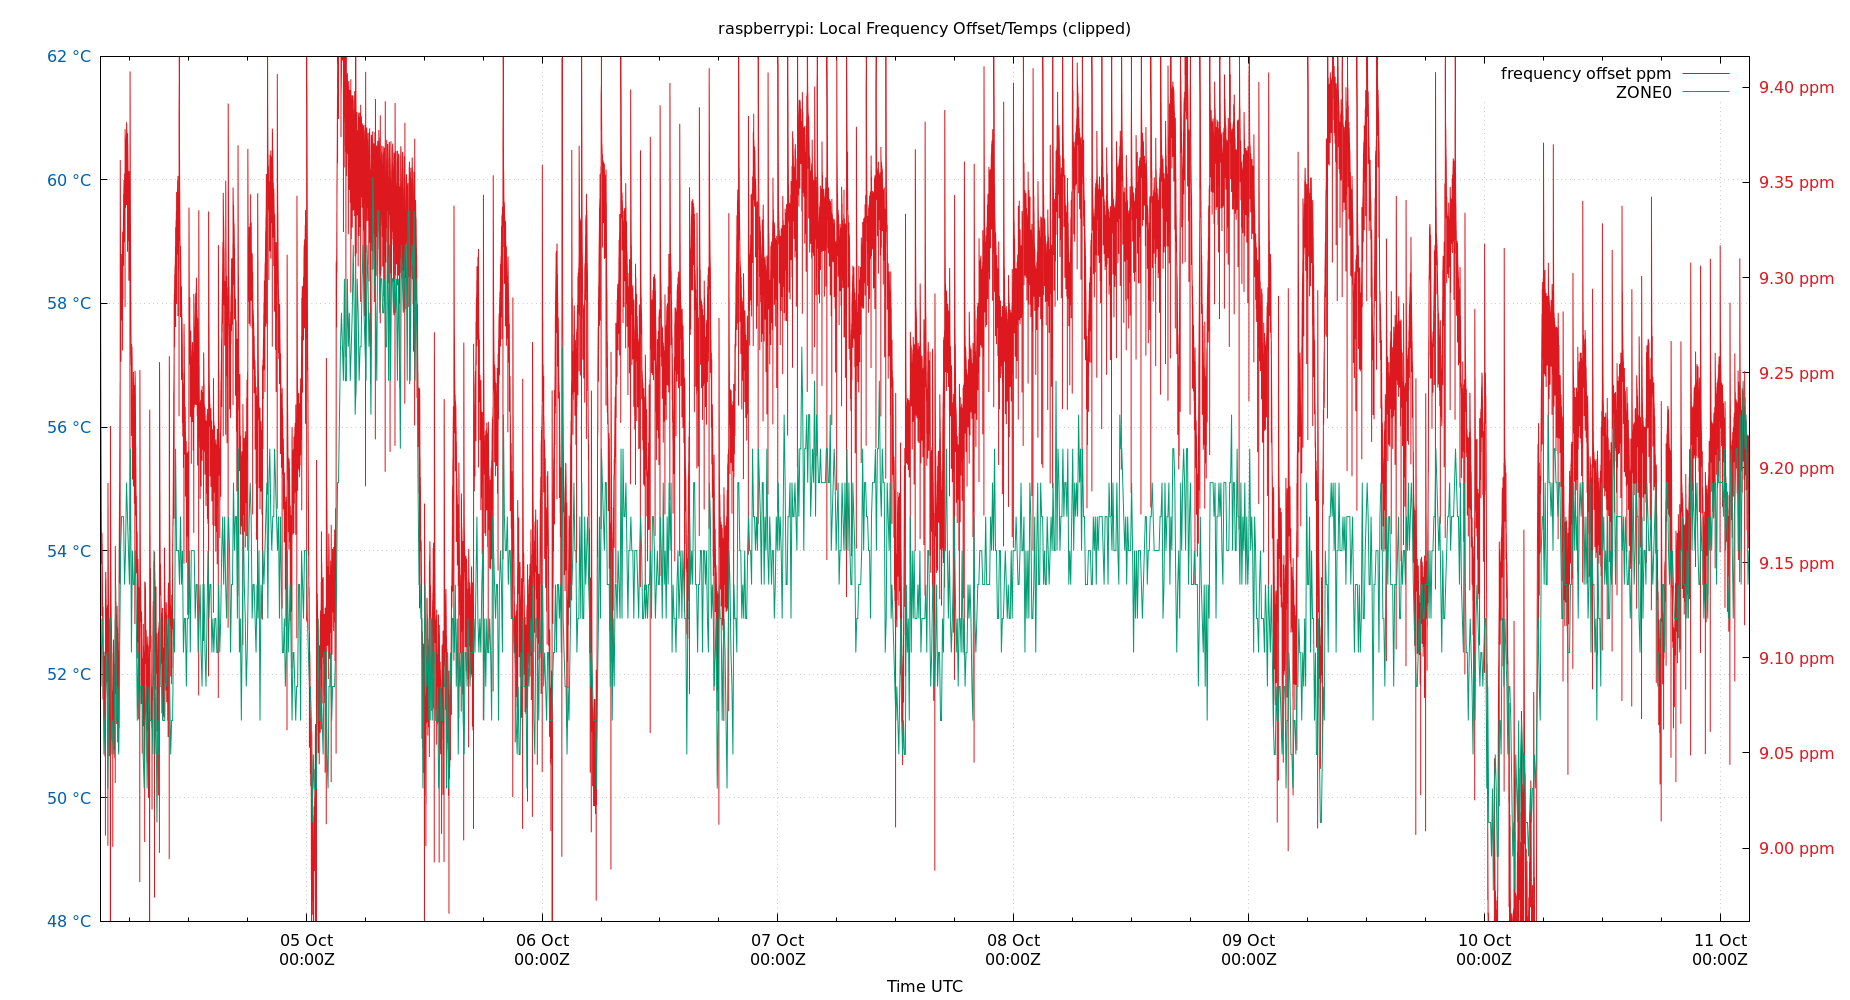 raspberrypi: Local Frequency Offset/Temps (clipped)
frequency offset ppm
ZONE0
62 °C
60 °C
58 °C
56 °C
54 °C
52 °C
50 °C
48 °C
9.40 ppm
9.35 ppm
9.30 ppm
9.25 ppm
9.20 ppm
9.15 ppm
9.10 ppm
9.05 ppm
9.00 ppm
05 Oct
00:00Z
06 Oct
00:00Z
07 Oct
00:00Z
08 Oct
00:00Z
09 Oct
00:00Z
10 Oct
00:00Z
11 Oct
00:00Z
Time UTC